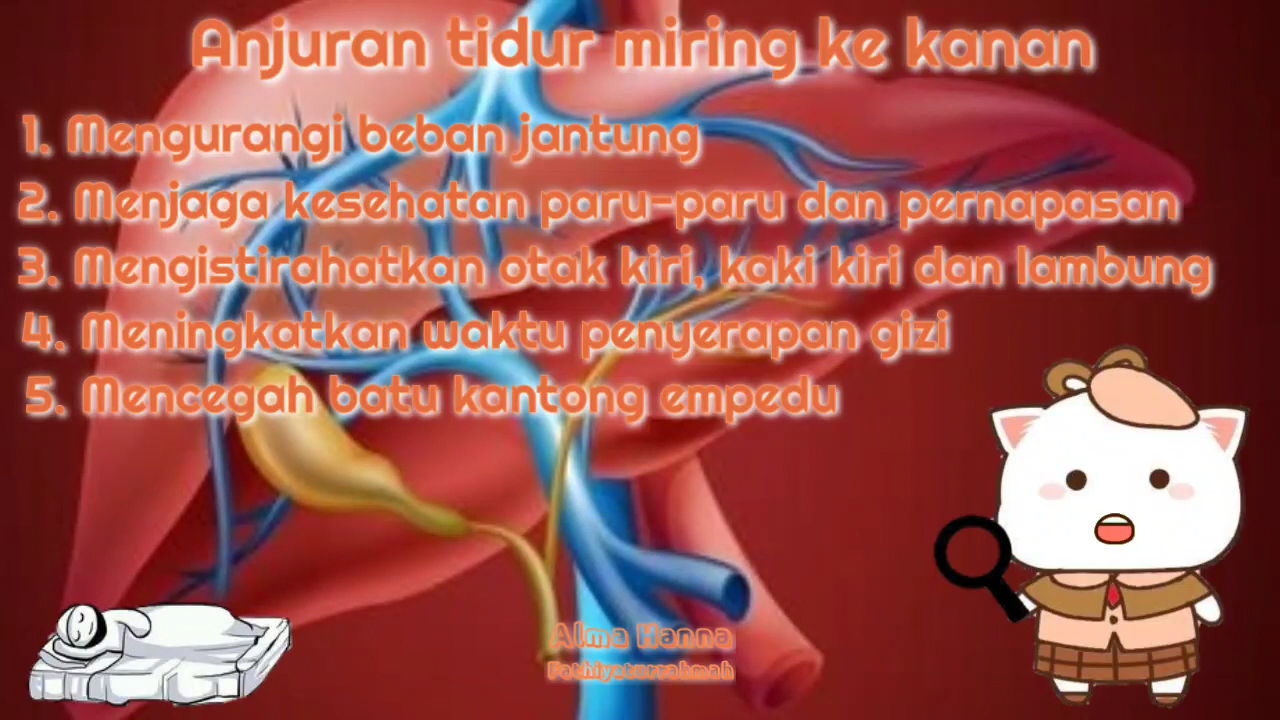 Anjuran tidur miring ke kanan
1. Mengurangi beban jantung
2. Menjaga kesehatan paru-paru dan pernapasan
3. Mengistirahatkan otak kiri, kaki kiri dan lambung
4. Meningkatkan waktu penyerapan gizi
5. Mencegah batu kantong empedu
Alma Hanna
Fathiyaturrahmah